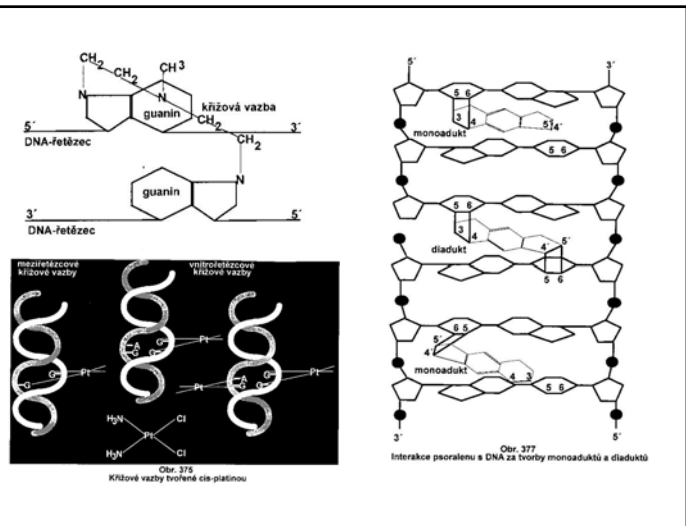 CH2
CH2
CH3
N
N
guanin
CH2
křížová vazba
CH2
5´
3´
DNA-řetězec
N
guanin
3´
5´
DNA-řetězec
meziřetězcové
křížové vazby
vnitrořetězcové
křížové vazby
A
G
G
G
Pt
G
G
Pt
Pt
A
G
G
G
Pt
H3N
Cl
Pt
H3N
Cl
Obr. 375
Křížové vazby tvořené cis-platinou
5´
3´
5 6
3
4
5´
4´
monoadukt
5 6
5 6
3
4
5´
4´
diadukt
5 6
6 5
5´
4´
monoadukt
4 3
5 6
3´
5´
Obr. 377
Interakce psoralenu s DNA za tvorby monoaduktů a diaduktů